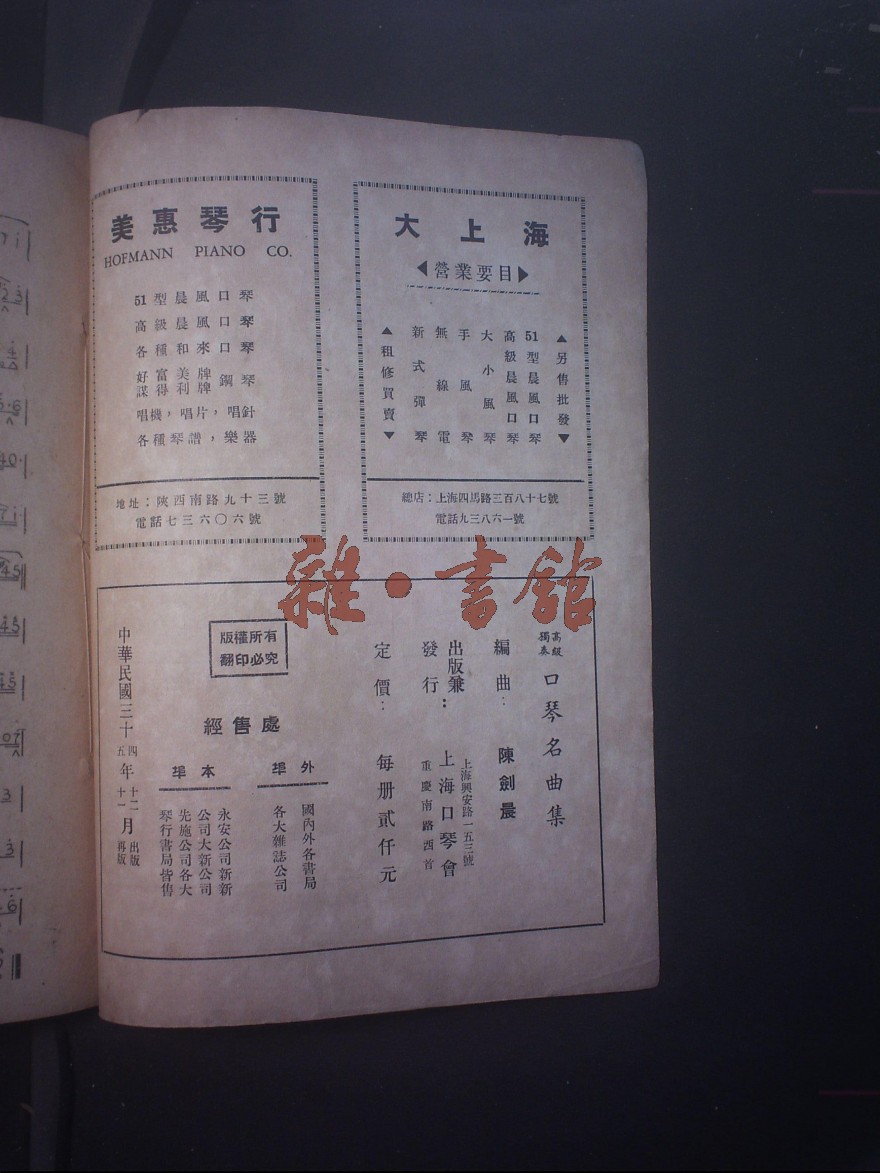 美惠琴行
HOFMANN PIANO CO.
51型晨風口琴
高級晨風口琴
各種和來口琴
好富美牌
謀得利牌
鋼琴
唱機，唱片，唱針
各種琴譜，樂器
地址：陝西南路九十三號
電話七三六〇六號
大上海
◀營業要目▶
▲另售批發▼
51型晨風口琴
高級晨風口琴
大小風琴
手風琴
無線電
新式彈琴
▲租修買賣▼
總店：上海四馬路三百八十七號
電話九三八六一號
雜·書館
高級
獨奏
口琴名曲集
編曲：陳劍晨
出版兼
發行：
上海興安路一五三號
上海口琴會
重慶南路西首
定價：每册貳仟元
版權所有
翻印必究
經售處
外埠
國內外各書局
各大雜誌公司
本埠
永安公司新新
公司大新公司
先施公司各大
琴行書局皆售
中華民國三十
四
五
年
十二
十一
月
出版
再版